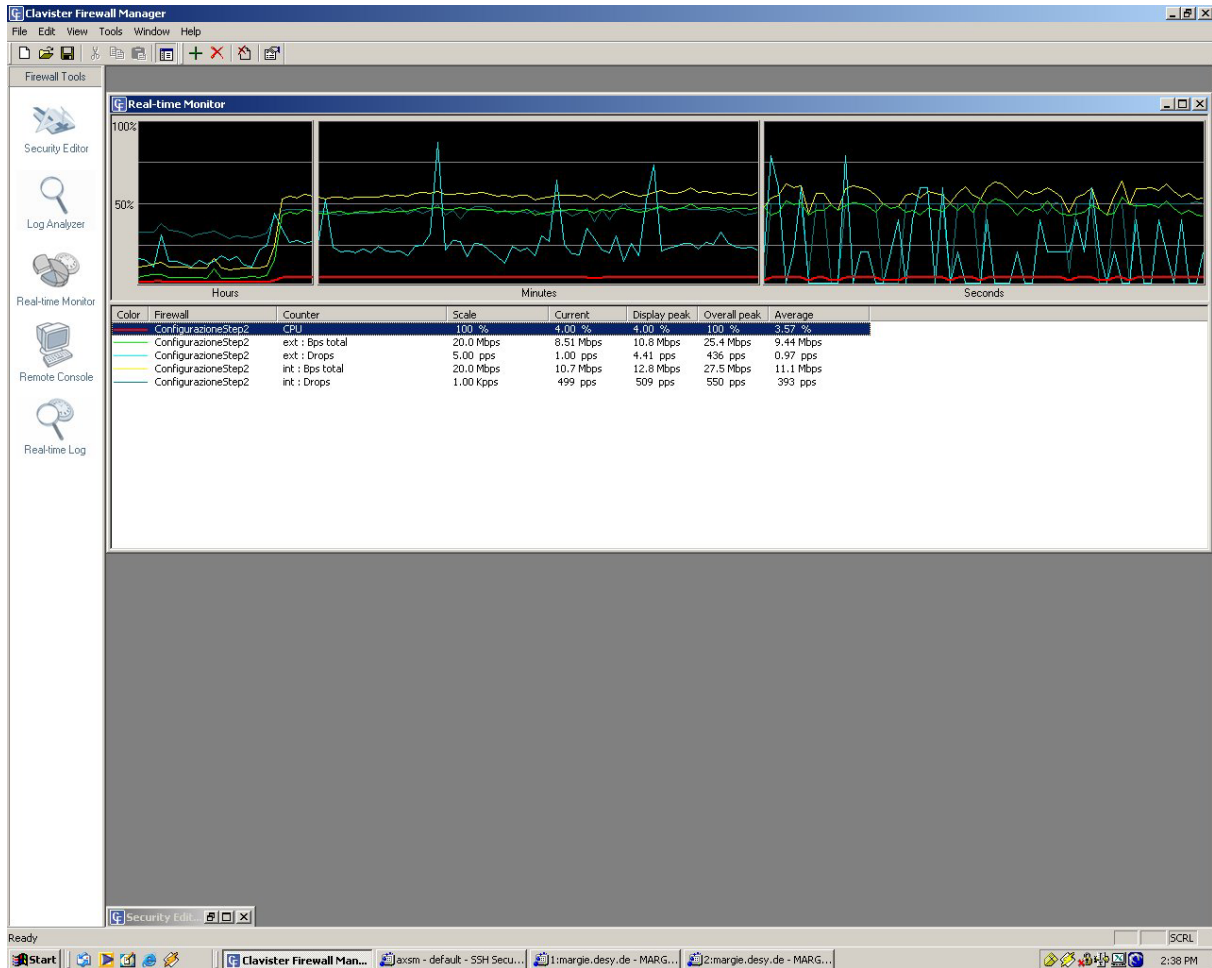 Clavister Firewall Manager
File Edit View Tools Window Help
Firewall Tools
Security Editor
Log Analyzer
Real-time Monitor
Remote Console
Real-time Log
Real-time Monitor
100%
50%
Hours Minutes Seconds
Color Firewall Counter Scale Current Display peak Overall peak Average
ConfigurazioneStep2 CPU 100 % 4.00 % 4.00 % 100 % 3.57 %
ConfigurazioneStep2 ext : Bps total 20.0 Mbps 8.51 Mbps 10.8 Mbps 25.4 Mbps 9.44 Mbps
ConfigurazioneStep2 ext : Drops 5.00 pps 1.00 pps 4.41 pps 436 pps 0.97 pps
ConfigurazioneStep2 int : Bps total 20.0 Mbps 10.7 Mbps 12.8 Mbps 27.5 Mbps 11.1 Mbps
ConfigurazioneStep2 int : Drops 1.00 Kpps 499 pps 509 pps 550 pps 393 pps
Security Edit...
Ready SCRL
Start Clavister Firewall Man... axsm - default - SSH Secu... 1:margie.desy.de - MARG... 2:margie.desy.de - MARG... 2:38 PM